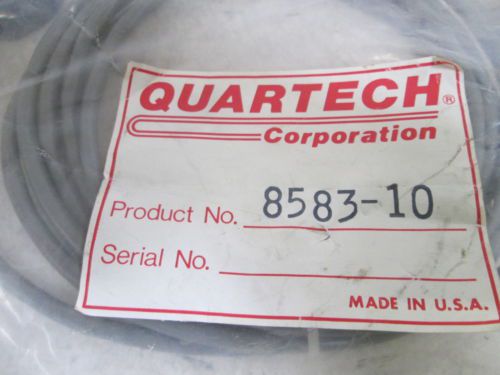 QUARTECH®
Corporation
Product No. 8583-10
Serial No.
MADE IN U.S.A.